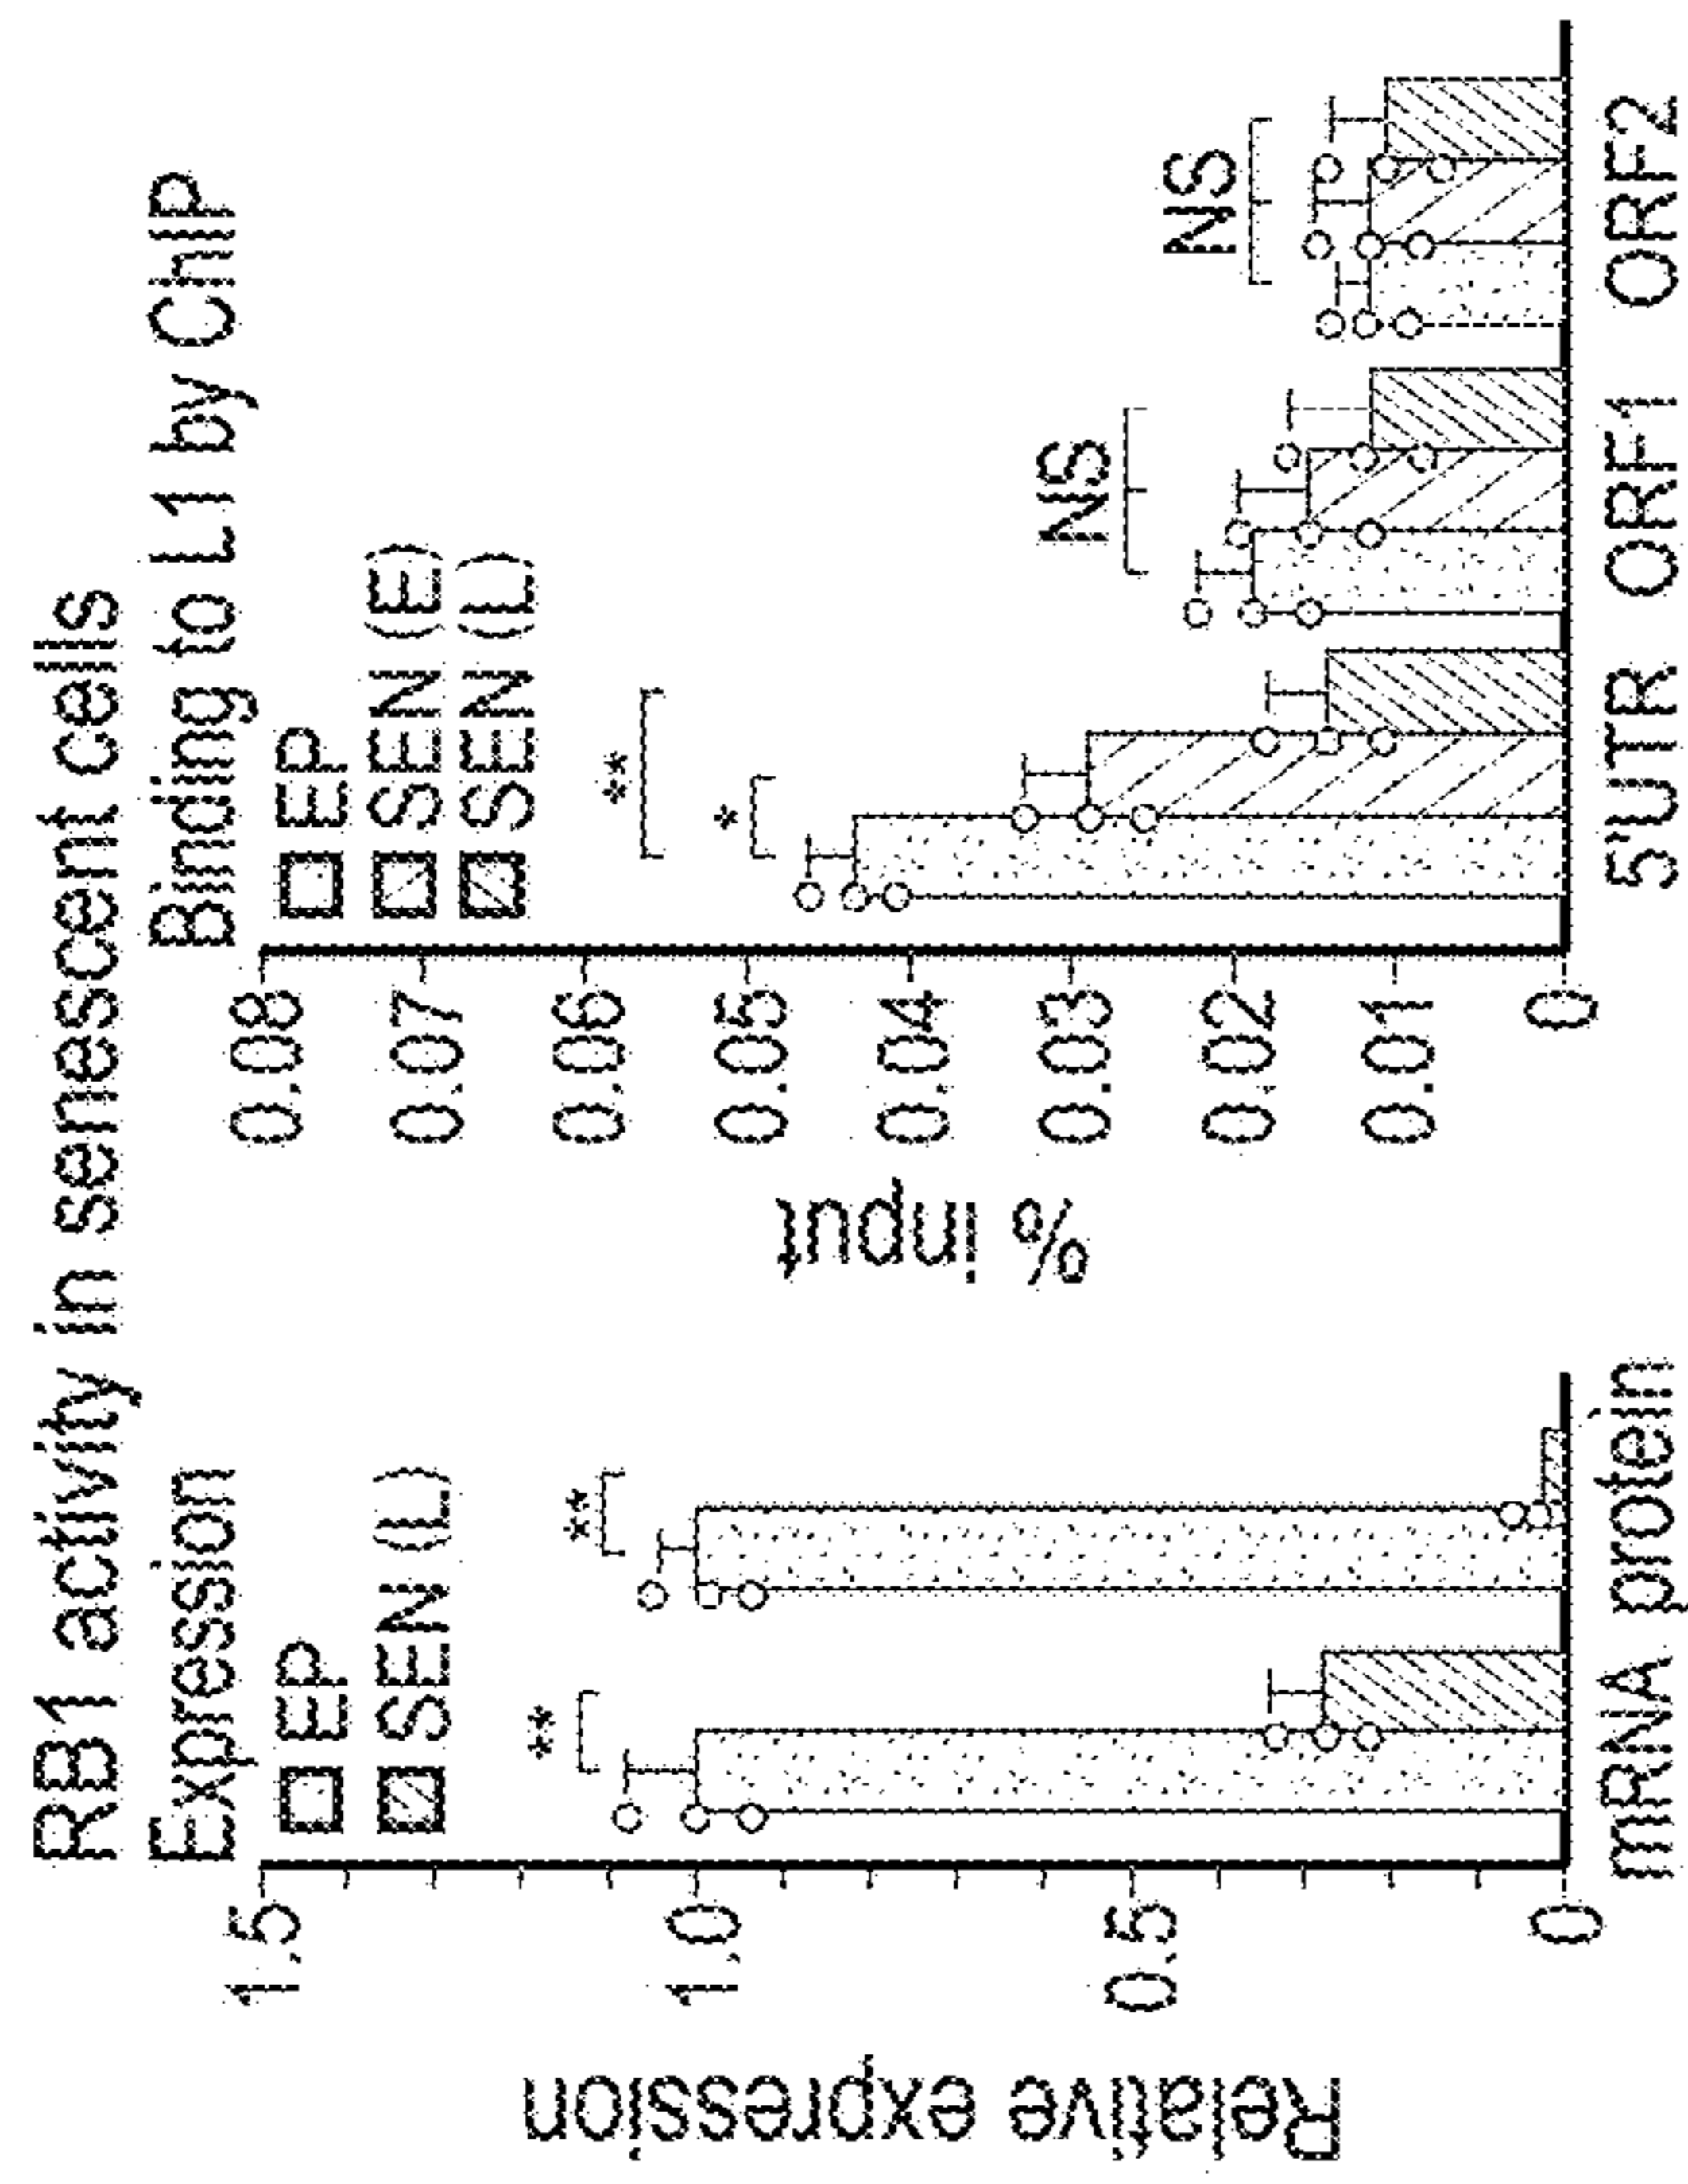 RB1 activity in senescent cells
Expression
EP
SEN (L)
Relative expression
1.5
1.0
0.5
0
**
**
mRNA protein
Binding to L1 by ChIP
EP
SEN (E)
SEN (L)
% input
0.08
0.07
0.06
0.05
0.04
0.03
0.02
0.01
0
**
*
NS
NS
5'UTR ORF1 ORF2